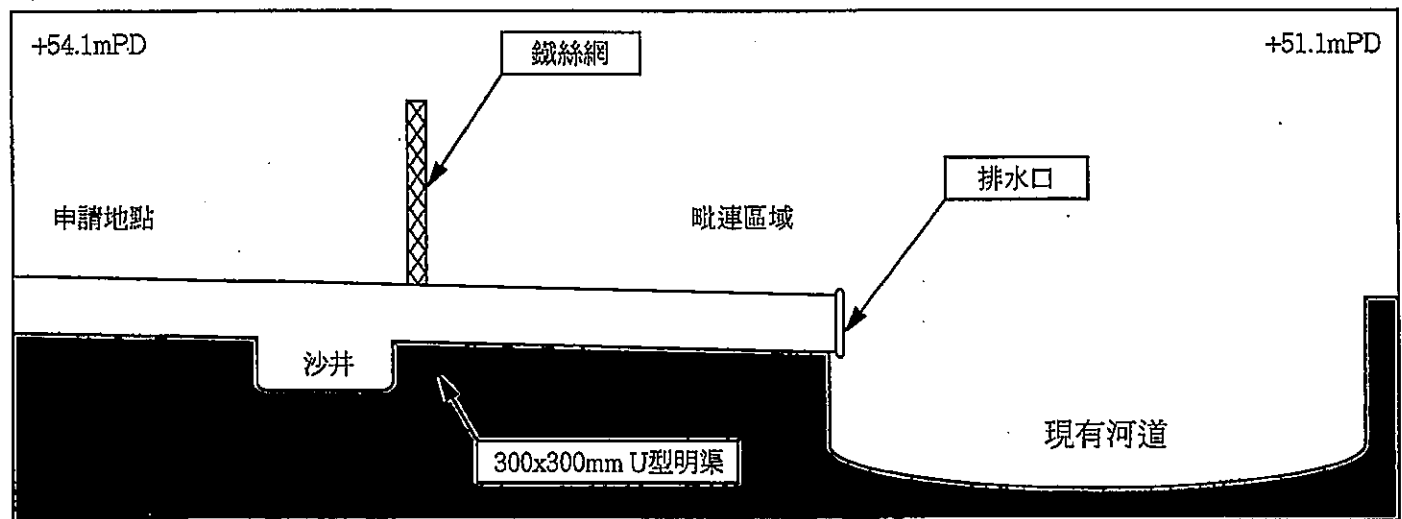 +54.1mPD
鐵絲網
+51.1mPD
排水口
申請地點
毗連區域
沙井
300x300mm U型明渠
現有河道